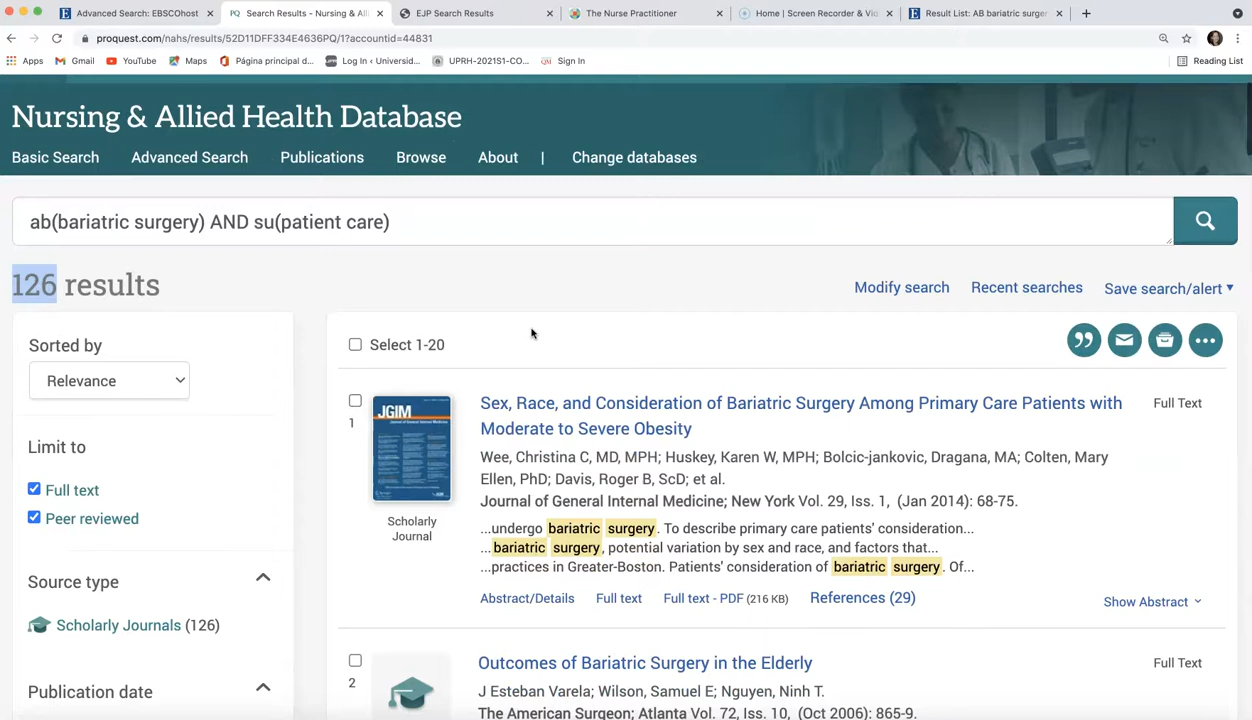 Advanced Search: EBSCOhost
PQ Search Results - Nursing & Alli
EJP Search Results
The Nurse Practitioner
Home | Screen Recorder & Vid
Result List: AB bariatric surger
proquest.com/nahs/results/52D11DFF334E4636PQ/1?accountid=44831
Apps Gmail YouTube Maps Página principal d... Log In ‹ Universid... UPRH-2021S1-CO... Sign In Reading List
Nursing & Allied Health Database
Basic Search Advanced Search Publications Browse About | Change databases
ab(bariatric surgery) AND su(patient care)
126 results
Modify search Recent searches Save search/alert
Sorted by
Relevance
Limit to
Full text
Peer reviewed
Source type
Scholarly Journals (126)
Publication date
Select 1-20
1
JGIM
Scholarly
Journal
Sex, Race, and Consideration of Bariatric Surgery Among Primary Care Patients with
Moderate to Severe Obesity
Full Text
Wee, Christina C, MD, MPH; Huskey, Karen W, MPH; Bolcic-jankovic, Dragana, MA; Colten, Mary
Ellen, PhD; Davis, Roger B, ScD; et al.
Journal of General Internal Medicine; New York Vol. 29, Iss. 1, (Jan 2014): 68-75.
...undergo bariatric surgery. To describe primary care patients' consideration...
...bariatric surgery, potential variation by sex and race, and factors that...
...practices in Greater-Boston. Patients' consideration of bariatric surgery. Of...
Abstract/Details Full text Full text - PDF (216 KB) References (29) Show Abstract
2
Outcomes of Bariatric Surgery in the Elderly
Full Text
J Esteban Varela; Wilson, Samuel E; Nguyen, Ninh T.
The American Surgeon; Atlanta Vol. 72, Iss. 10, (Oct 2006): 865-9.